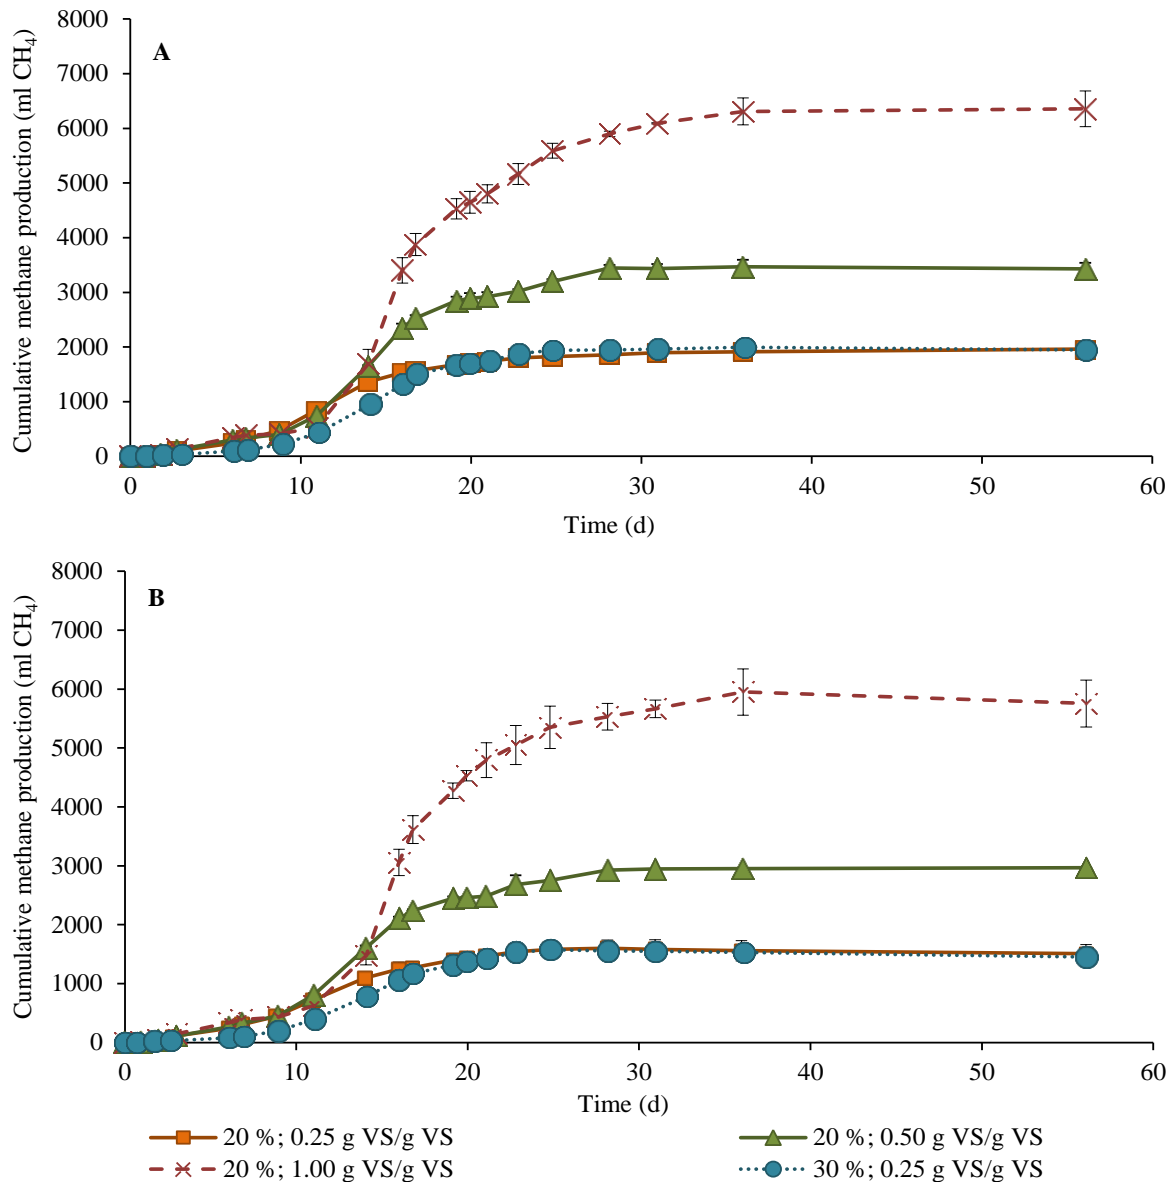 A
Cumulative methane production (ml CH₄)
8000
7000
6000
5000
4000
3000
2000
1000
0
0 10 20 30 40 50 60
Time (d)
B
Cumulative methane production (ml CH₄)
8000
7000
6000
5000
4000
3000
2000
1000
0
0 10 20 30 40 50 60
Time (d)
20 %; 0.25 g VS/g VS 20 %; 0.50 g VS/g VS
20 %; 1.00 g VS/g VS 30 %; 0.25 g VS/g VS